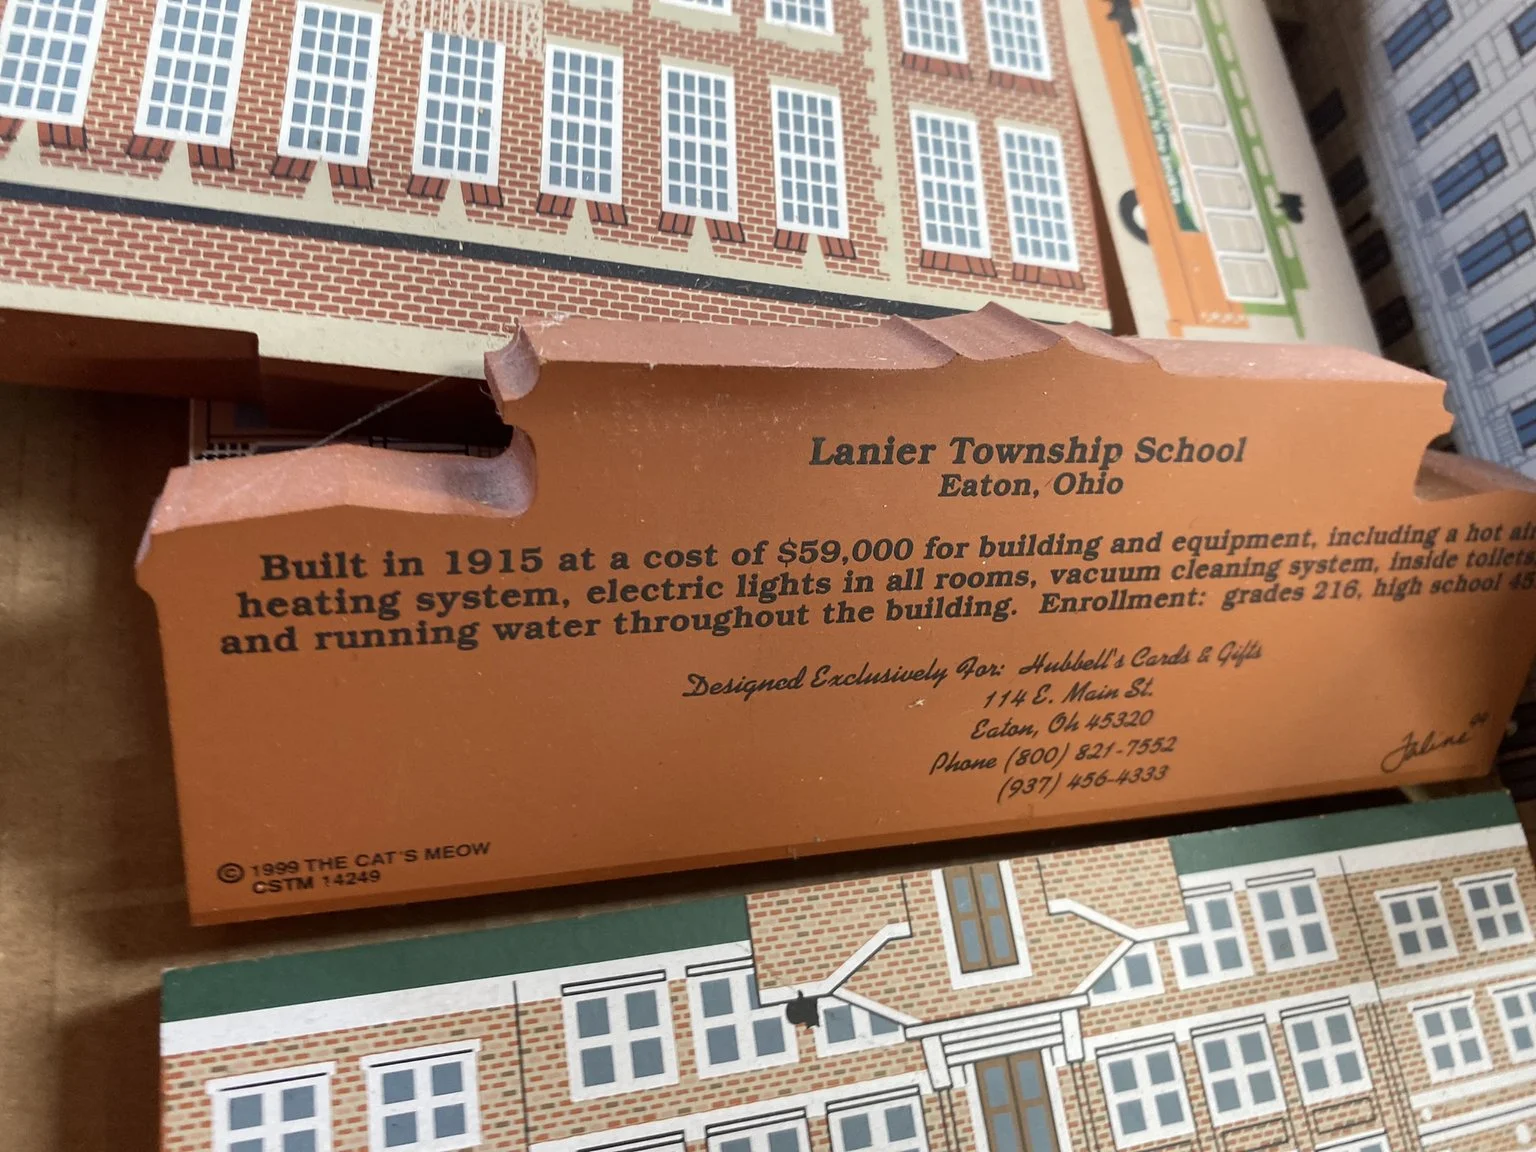 Lanier Township School
Eaton, Ohio
Built in 1915 at a cost of $59,000 for building and equipment, including a hot air
heating system, electric lights in all rooms, vacuum cleaning system, inside toilets,
and running water throughout the building. Enrollment: grades 216, high school
Designed Exclusively For: Hubbell's Cards & Gifts
114 E. Main St.
Eaton, Oh 45320
Phone (800) 821-7552
(937) 456-4333
Faline
© 1999 THE CAT'S MEOW
CSTM 14249